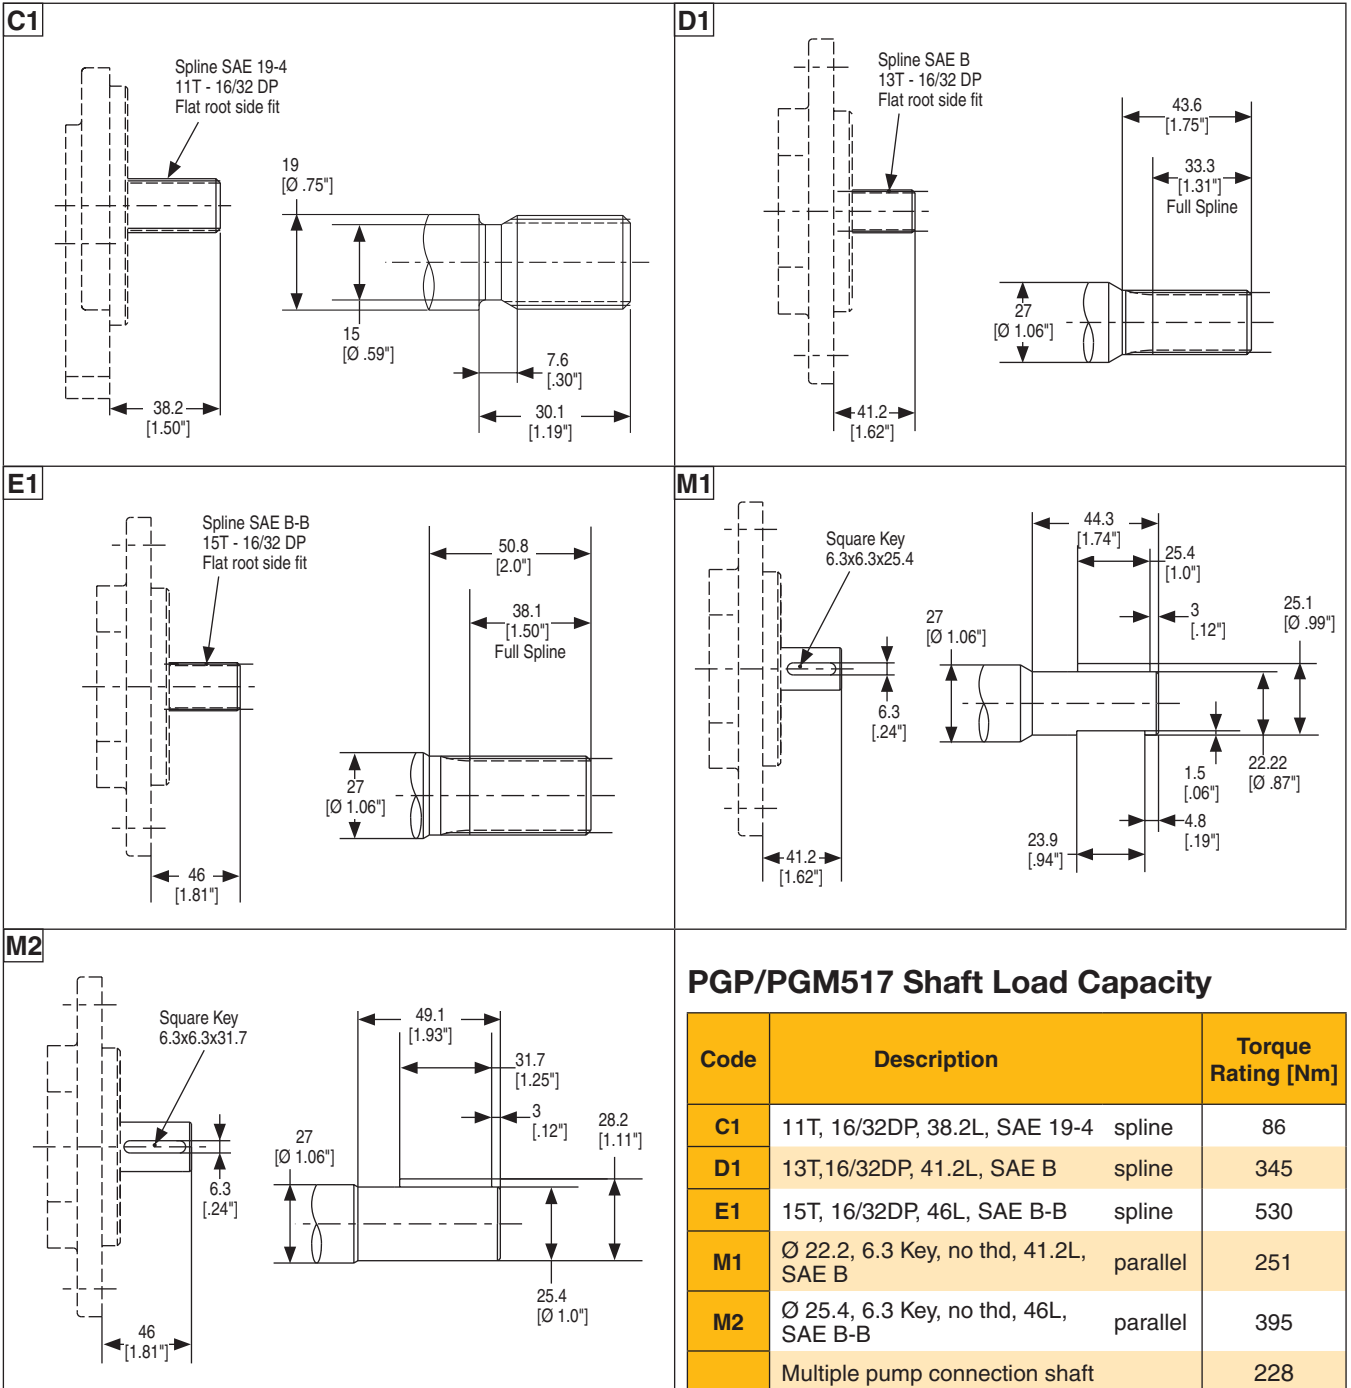 C1
Spline SAE 19-4
11T - 16/32 DP
Flat root side fit
19
[Ø .75"]
15
[Ø .59"]
7.6
[.30"]
38.2
[1.50"]
30.1
[1.19"]
D1
Spline SAE B
13T - 16/32 DP
Flat root side fit
43.6
[1.75"]
33.3
[1.31"]
Full Spline
27
[Ø 1.06"]
41.2
[1.62"]
E1
Spline SAE B-B
15T - 16/32 DP
Flat root side fit
50.8
[2.0"]
38.1
[1.50"]
Full Spline
27
[Ø 1.06"]
46
[1.81"]
M1
Square Key
6.3x6.3x25.4
44.3
[1.74"]
25.4
[1.0"]
3
[.12"]
25.1
[Ø .99"]
27
[Ø 1.06"]
6.3
[.24"]
1.5
[.06"]
22.22
[Ø .87"]
4.8
[.19"]
23.9
[.94"]
41.2
[1.62"]
M2
Square Key
6.3x6.3x31.7
49.1
[1.93"]
31.7
[1.25"]
3
[.12"]
28.2
[1.11"]
27
[Ø 1.06"]
6.3
[.24"]
25.4
[Ø 1.0"]
46
[1.81"]
PGP/PGM517 Shaft Load Capacity
Code Description Torque Rating [Nm]
C1 11T, 16/32DP, 38.2L, SAE 19-4 spline 86
D1 13T,16/32DP, 41.2L, SAE B spline 345
E1 15T, 16/32DP, 46L, SAE B-B spline 530
M1 Ø 22.2, 6.3 Key, no thd, 41.2L, SAE B parallel 251
M2 Ø 25.4, 6.3 Key, no thd, 46L, SAE B-B parallel 395
Multiple pump connection shaft 228